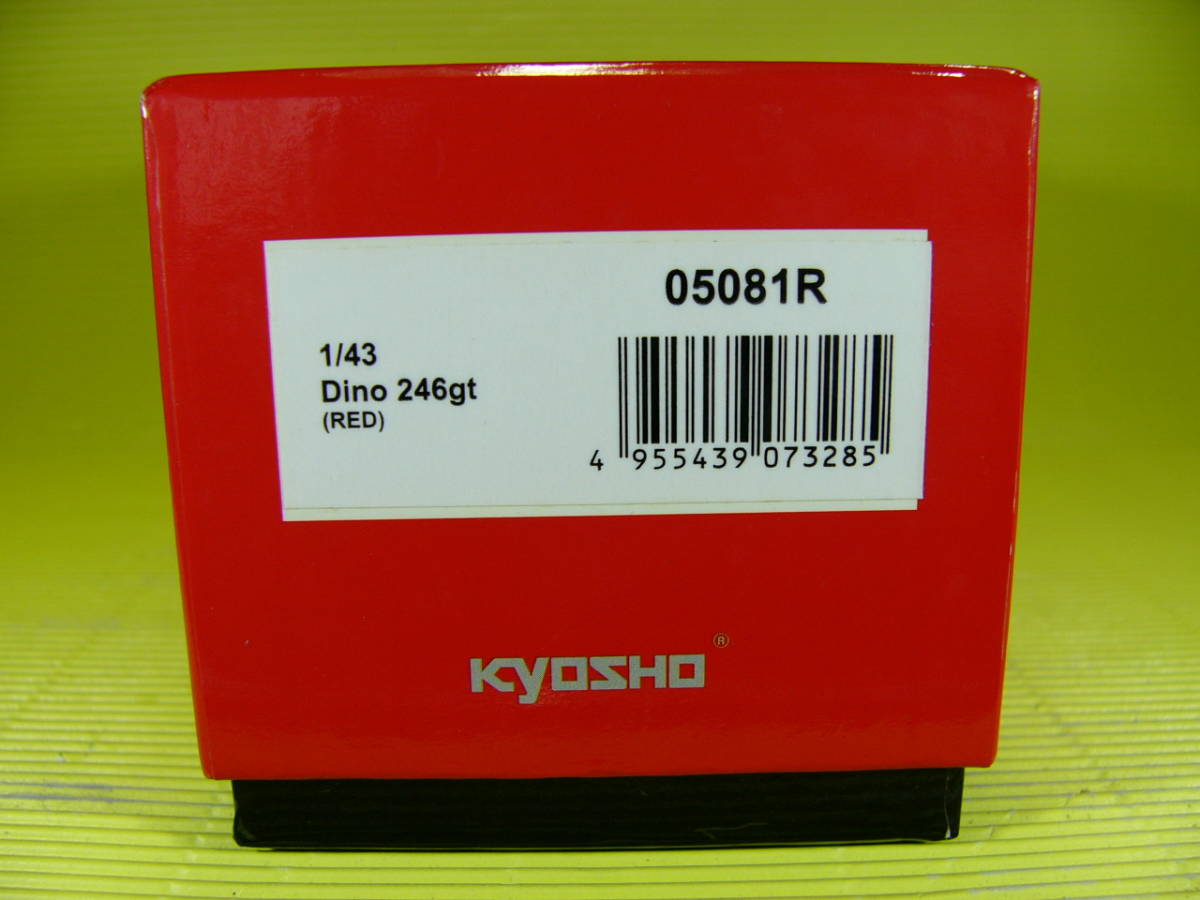 05081R
1/43
Dino 246gt
(RED)
4 955439 073285
KYOSHO®